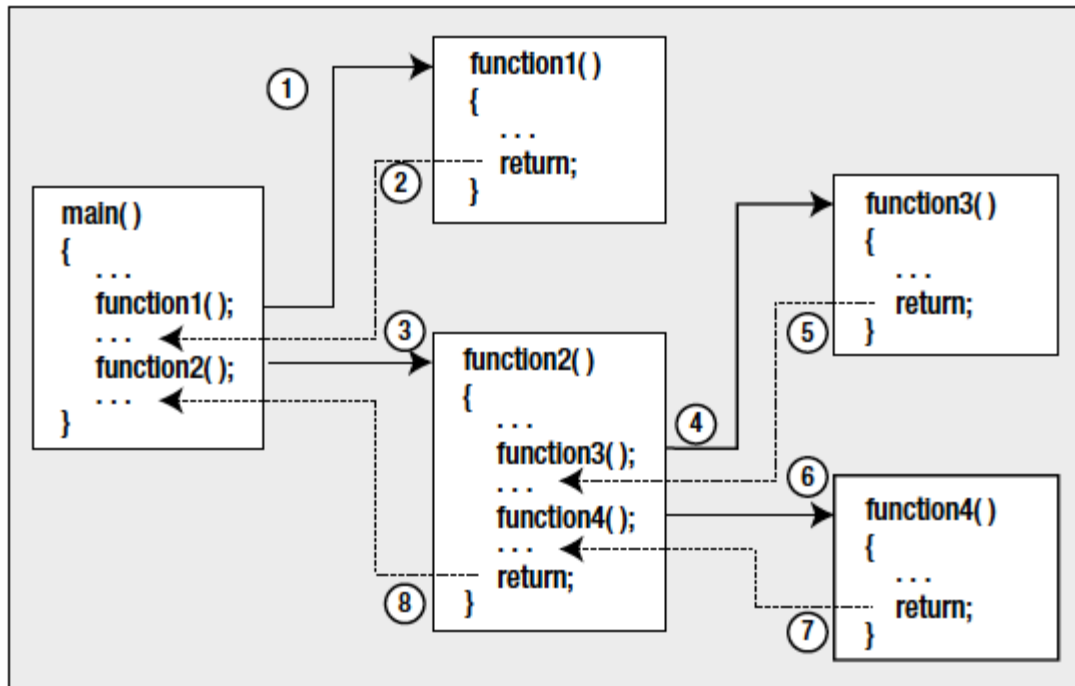 main( )
{
. . .
function1( );
. . .
function2( );
. . .
}
1
function1( )
{
. . .
return;
}
2
3
function2( )
{
. . .
function3( );
. . .
function4( );
. . .
return;
}
4
function3( )
{
. . .
return;
}
5
6
function4( )
{
. . .
return;
}
7
8